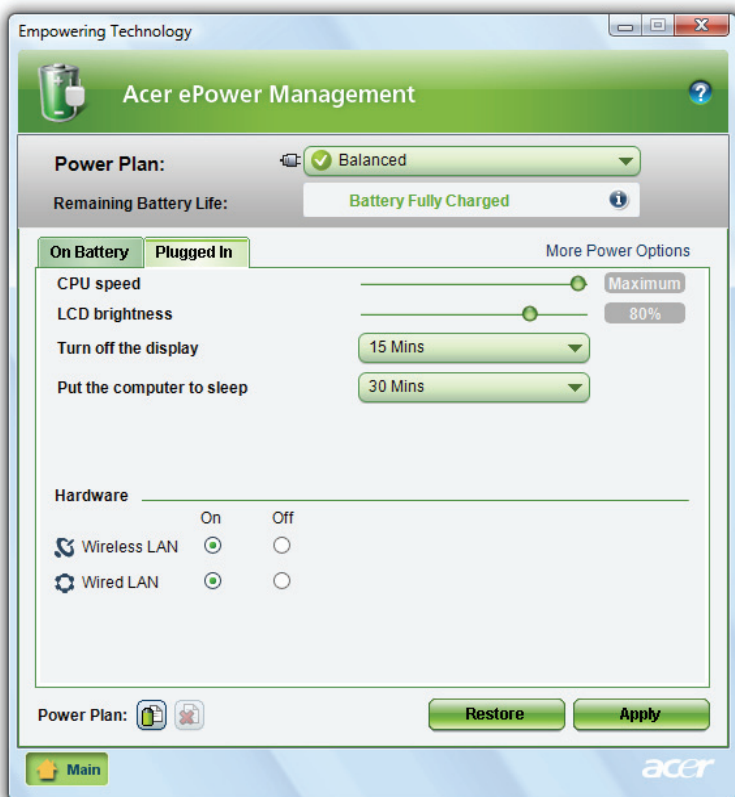 Empowering Technology
Acer ePower Management
?
Power Plan: Balanced
Remaining Battery Life: Battery Fully Charged i
On Battery Plugged In More Power Options
CPU speed Maximum
LCD brightness 80%
Turn off the display 15 Mins
Put the computer to sleep 30 Mins
Hardware
On Off
Wireless LAN
Wired LAN
Power Plan: Restore Apply
Main acer